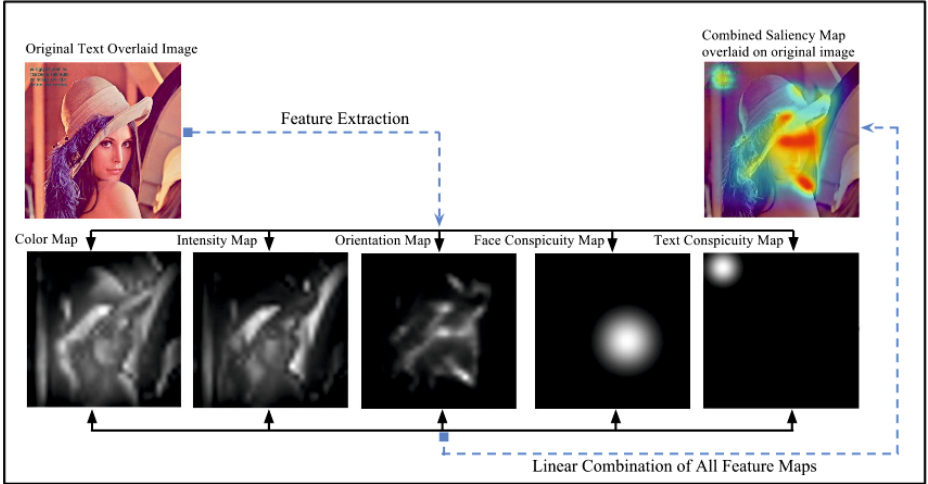 Original Text Overlaid Image
Combined Saliency Map
overlaid on original image
Feature Extraction
Color Map
Intensity Map
Orientation Map
Face Conspicuity Map
Text Conspicuity Map
Linear Combination of All Feature Maps